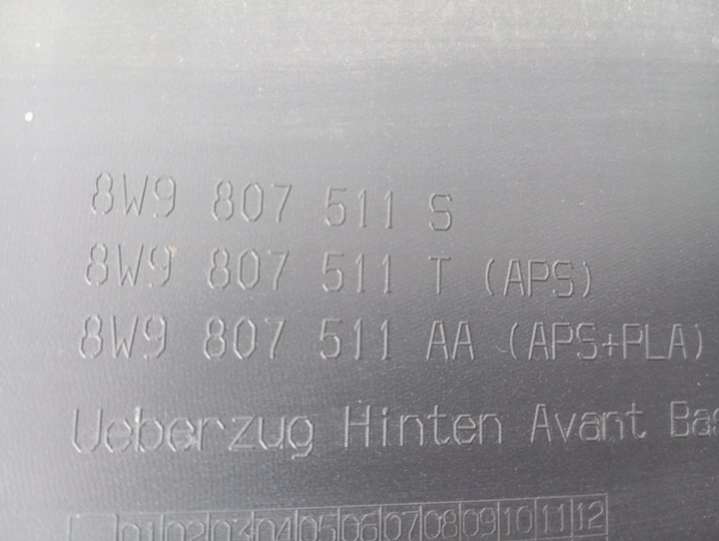 8W9 807 511 S
8W9 807 511 T (APS)
8W9 807 511 AA (APS+PLA)
Ueberzug Hinten Avant Bas
01 02 03 04 05 06 07 08 09 10 11 12